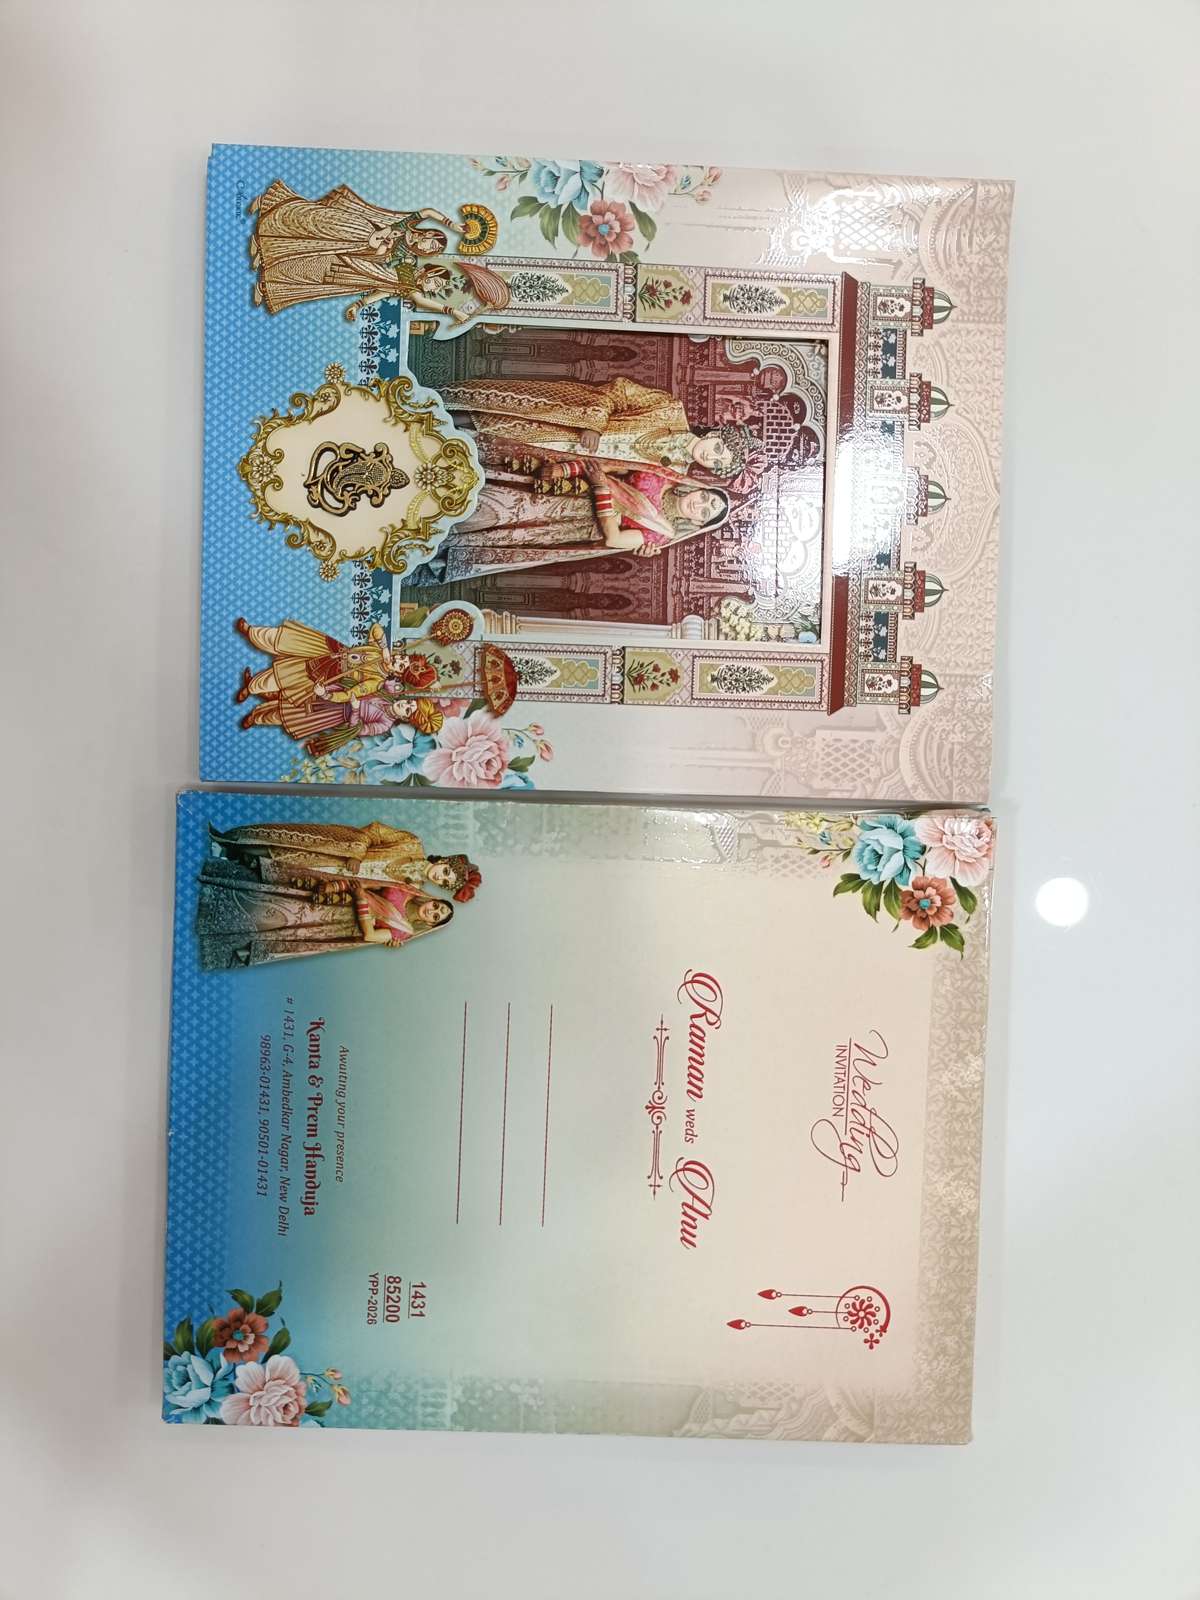 Wedding
INVITATION
Raman weds Anu
Awaiting your presence
Kanta & Prem Handuja
# 1431, G-4, Ambedkar Nagar, New Delhi
98963-01431, 90501-01431
1431
85200
YPP-2026